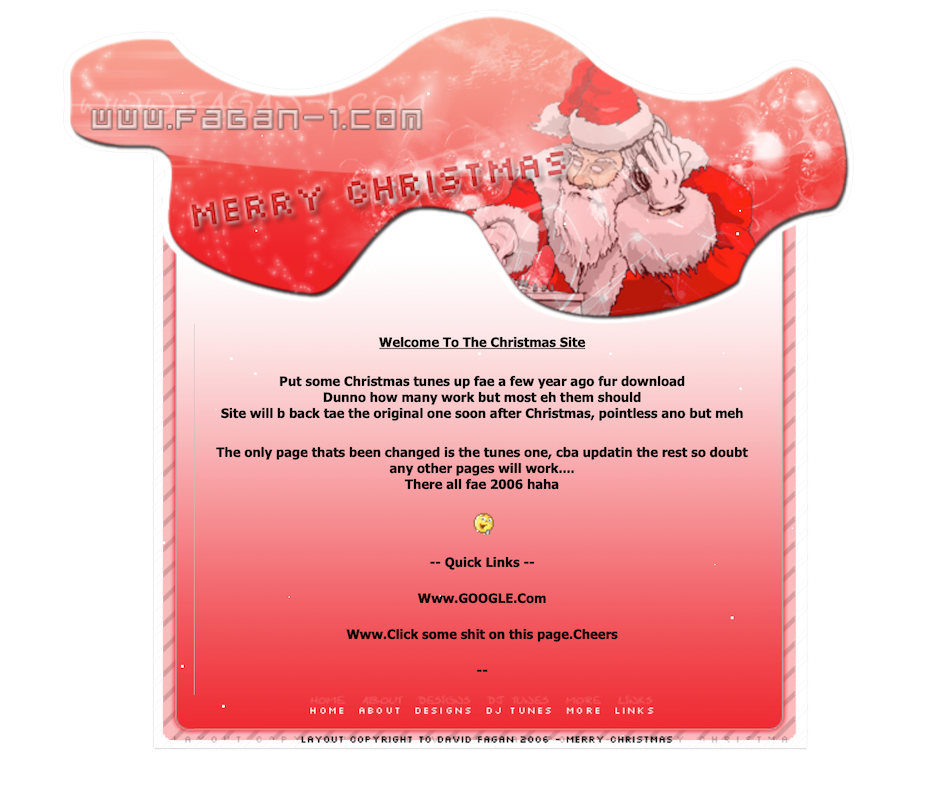 www.FAGAN-1.com
MERRY CHRISTMAS
Welcome To The Christmas Site
Put some Christmas tunes up fae a few year ago fur download
Dunno how many work but most eh them should
Site will b back tae the original one soon after Christmas, pointless ano but meh
The only page thats been changed is the tunes one, cba updatin the rest so doubt
any other pages will work....
There all fae 2006 haha
-- Quick Links --
Www.GOOGLE.Com
Www.Click some shit on this page.Cheers
--
HOME ABOUT DESIGNS DJ TUNES MORE LINKS
LAYOUT COPYRIGHT TO DAVID FAGAN 2006 - MERRY CHRISTMAS